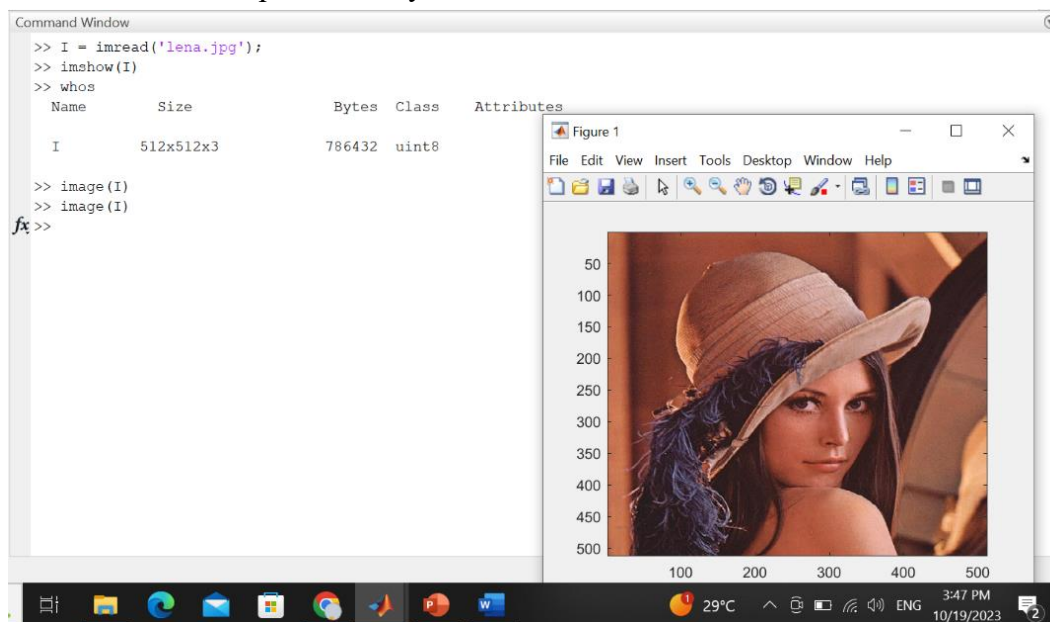 Command Window
>> I = imread('lena.jpg');
>> imshow(I)
>> whos
Name Size Bytes Class Attributes
I 512x512x3 786432 uint8
>> image(I)
>> image(I)
fx >>
Figure 1
File Edit View Insert Tools Desktop Window Help
50
100
150
200
250
300
350
400
450
500
100 200 300 400 500
1 29°C ENG 3:47 PM
10/19/2023 2